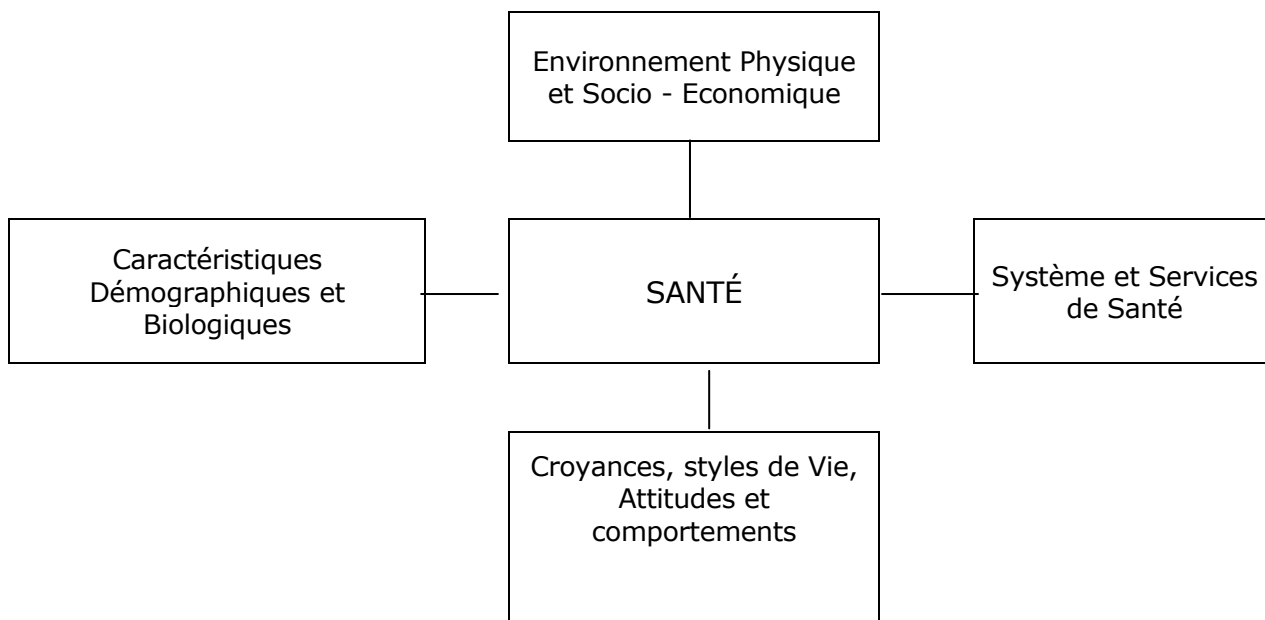 Environnement Physique
et Socio - Economique
Caractéristiques
Démographiques et
Biologiques
SANTÉ
Système et Services
de Santé
Croyances, styles de Vie,
Attitudes et
comportements